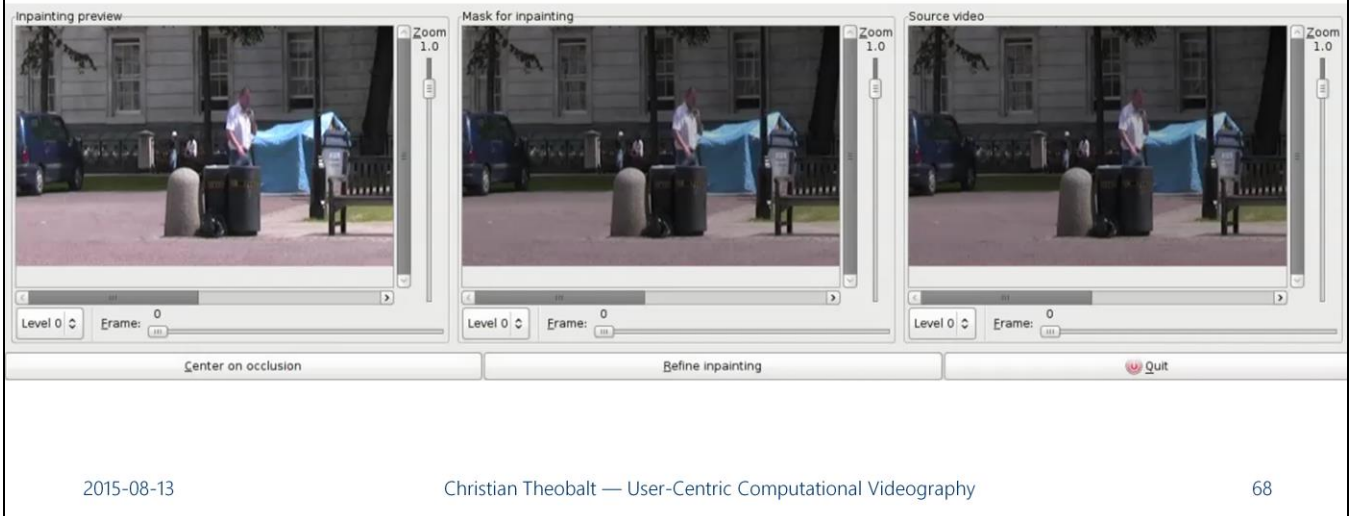 Inpainting preview
Zoom
1.0
Level 0
Frame:
0
Mask for inpainting
Zoom
1.0
Level 0
Frame:
0
Source video
Zoom
1.0
Level 0
Frame:
0
Center on occlusion
Refine inpainting
Quit
2015-08-13
Christian Theobalt — User-Centric Computational Videography
68